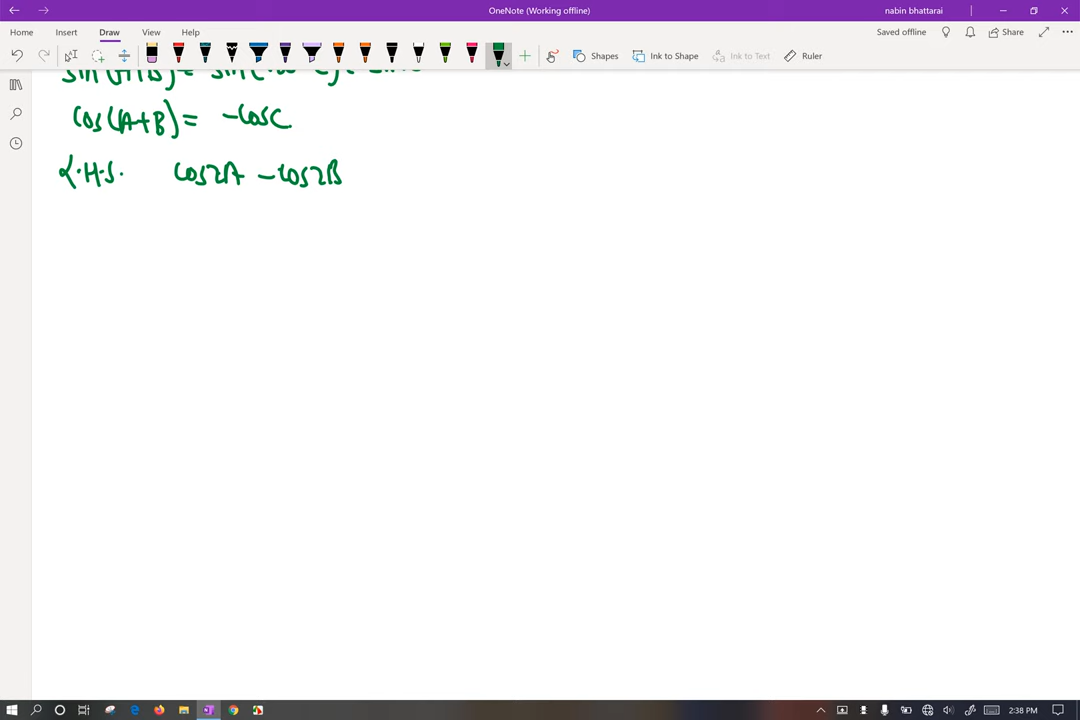 OneNote (Working offline)
nabin bhattarai
Home Insert Draw View Help
Saved offline
Share
Shapes
Ink to Shape
Ink to Text
Ruler
sin(A+B) =
cos(A+B) = -cosC.
L.H.S. cos2A - cos2B
2:38 PM